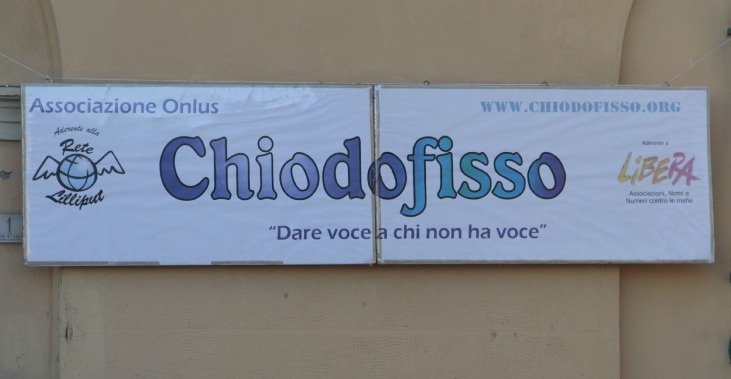 Associazione Onlus
WWW.CHIODOFISSO.ORG
Aderente alla
Rete
Lilliput
Chiodofisso
Aderente a
LIBERA
Associazioni, Nomi e
Numeri contro le mafie
"Dare voce a chi non ha voce"
1